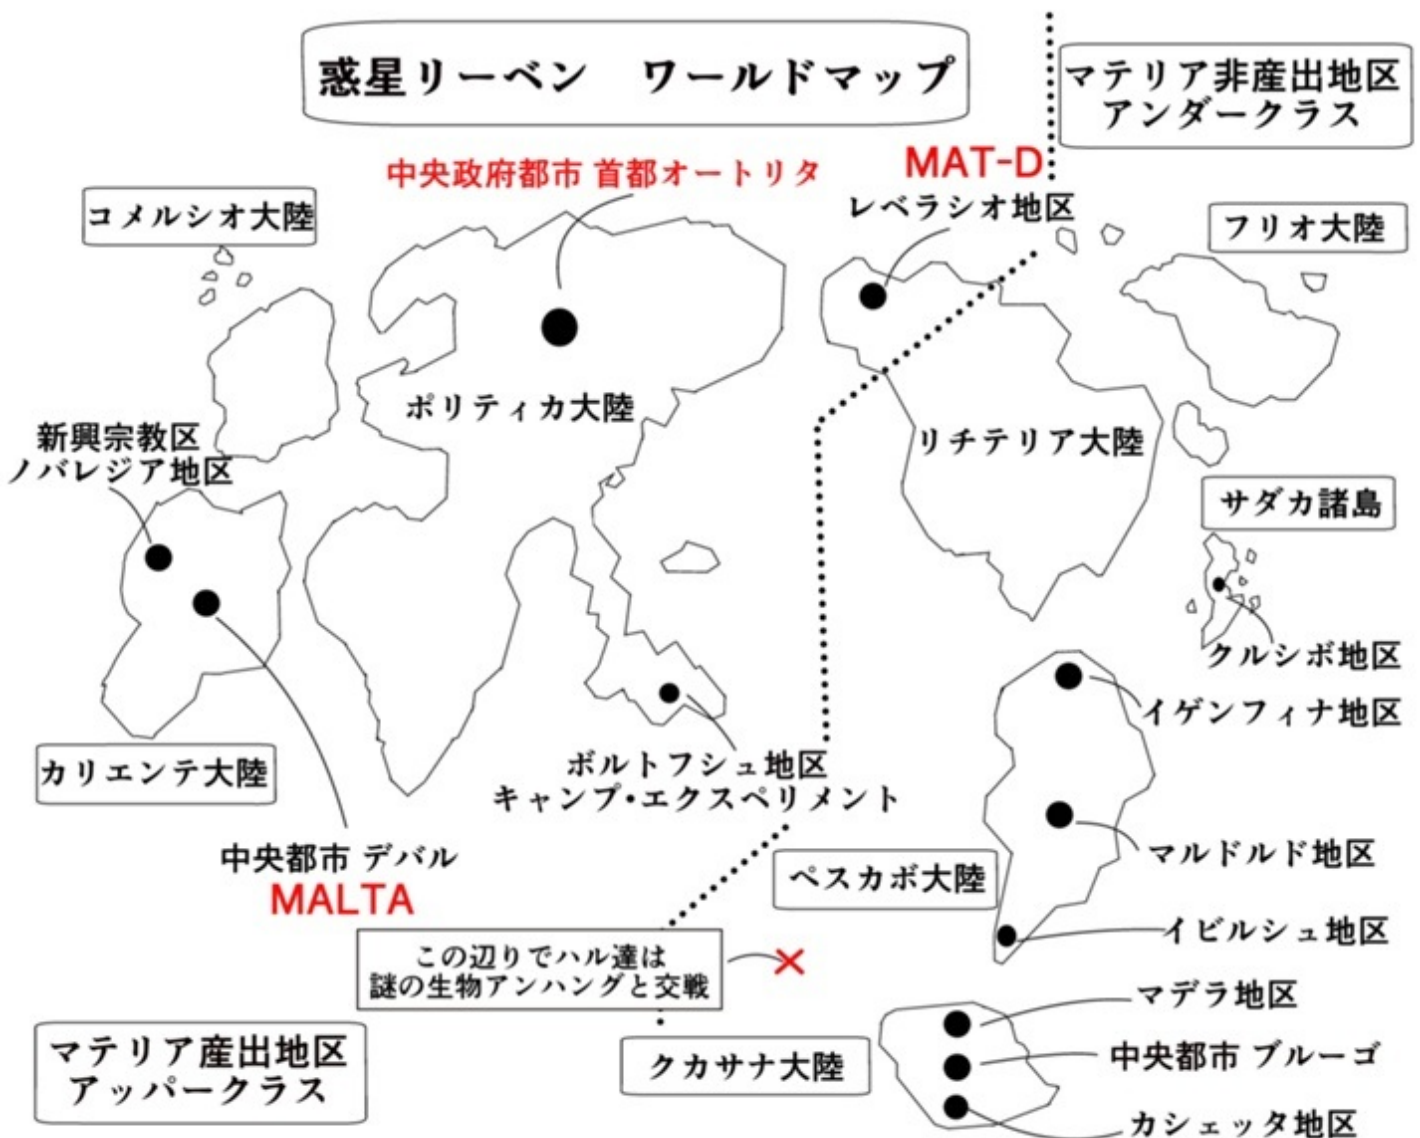 惑星リーベン　ワールドマップ
マテリア非産出地区
アンダークラス
中央政府都市 首都オートリタ
MAT-D
レベラシオ地区
コメルシオ大陸
フリオ大陸
ポリティカ大陸
リチテリア大陸
新興宗教区
ノバレジア地区
サダカ諸島
クルシボ地区
イゲンフィナ地区
カリエンテ大陸
ボルトフシュ地区
キャンプ・エクスペリメント
中央都市 デバル
MALTA
マルドルド地区
ペスカボ大陸
イビルシュ地区
この辺りでハル達は
謎の生物アンハングと交戦
マデラ地区
マテリア産出地区
アッパークラス
クカサナ大陸
中央都市 ブルーゴ
カシェッタ地区